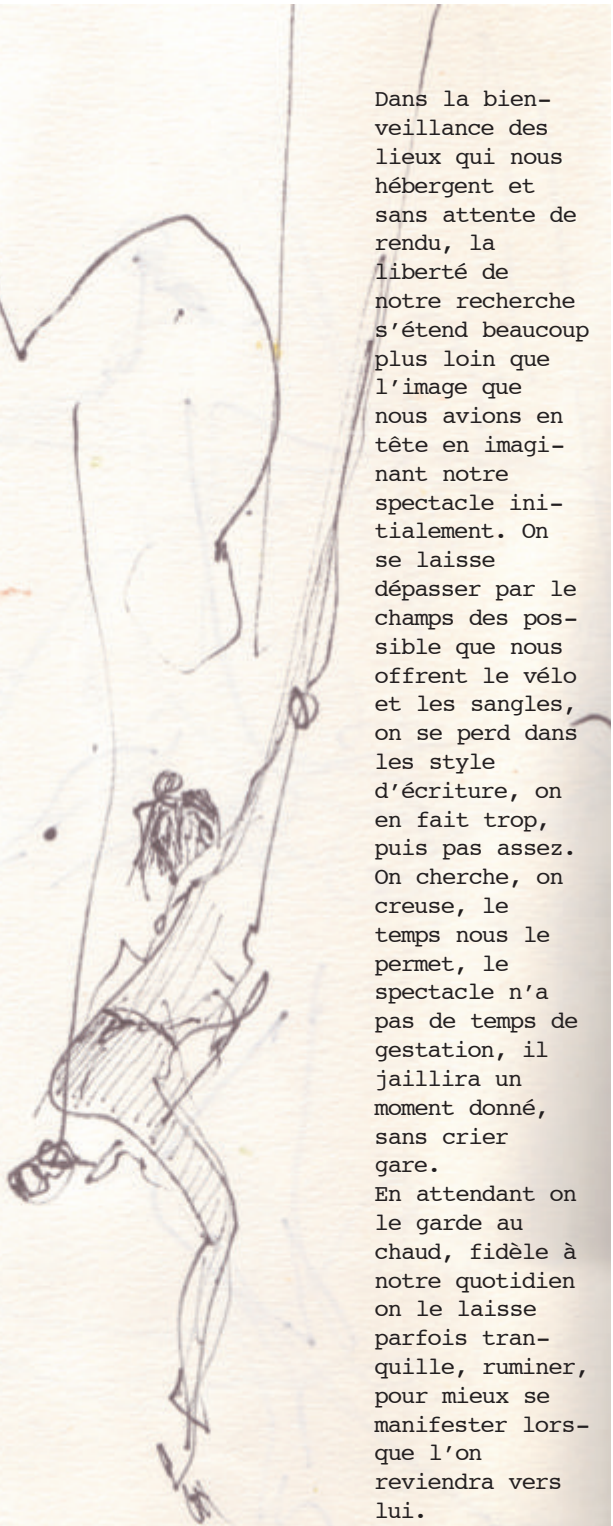 Dans la bien-
veillance des
lieux qui nous
hébergent et
sans attente de
rendu, la
liberté de
notre recherche
s'étend beaucoup
plus loin que
l'image que
nous avions en
tête en imagi-
nant notre
spectacle ini-
tialement. On
se laisse
dépasser par le
champs des pos-
sible que nous
offrent le vélo
et les sangles,
on se perd dans
les style
d'écriture, on
en fait trop,
puis pas assez.
On cherche, on
creuse, le
temps nous le
permet, le
spectacle n'a
pas de temps de
gestation, il
jaillira un
moment donné,
sans crier
gare.
En attendant on
le garde au
chaud, fidèle à
notre quotidien
on le laisse
parfois tran-
quille, ruminer,
pour mieux se
manifester lors-
que l'on
reviendra vers
lui.